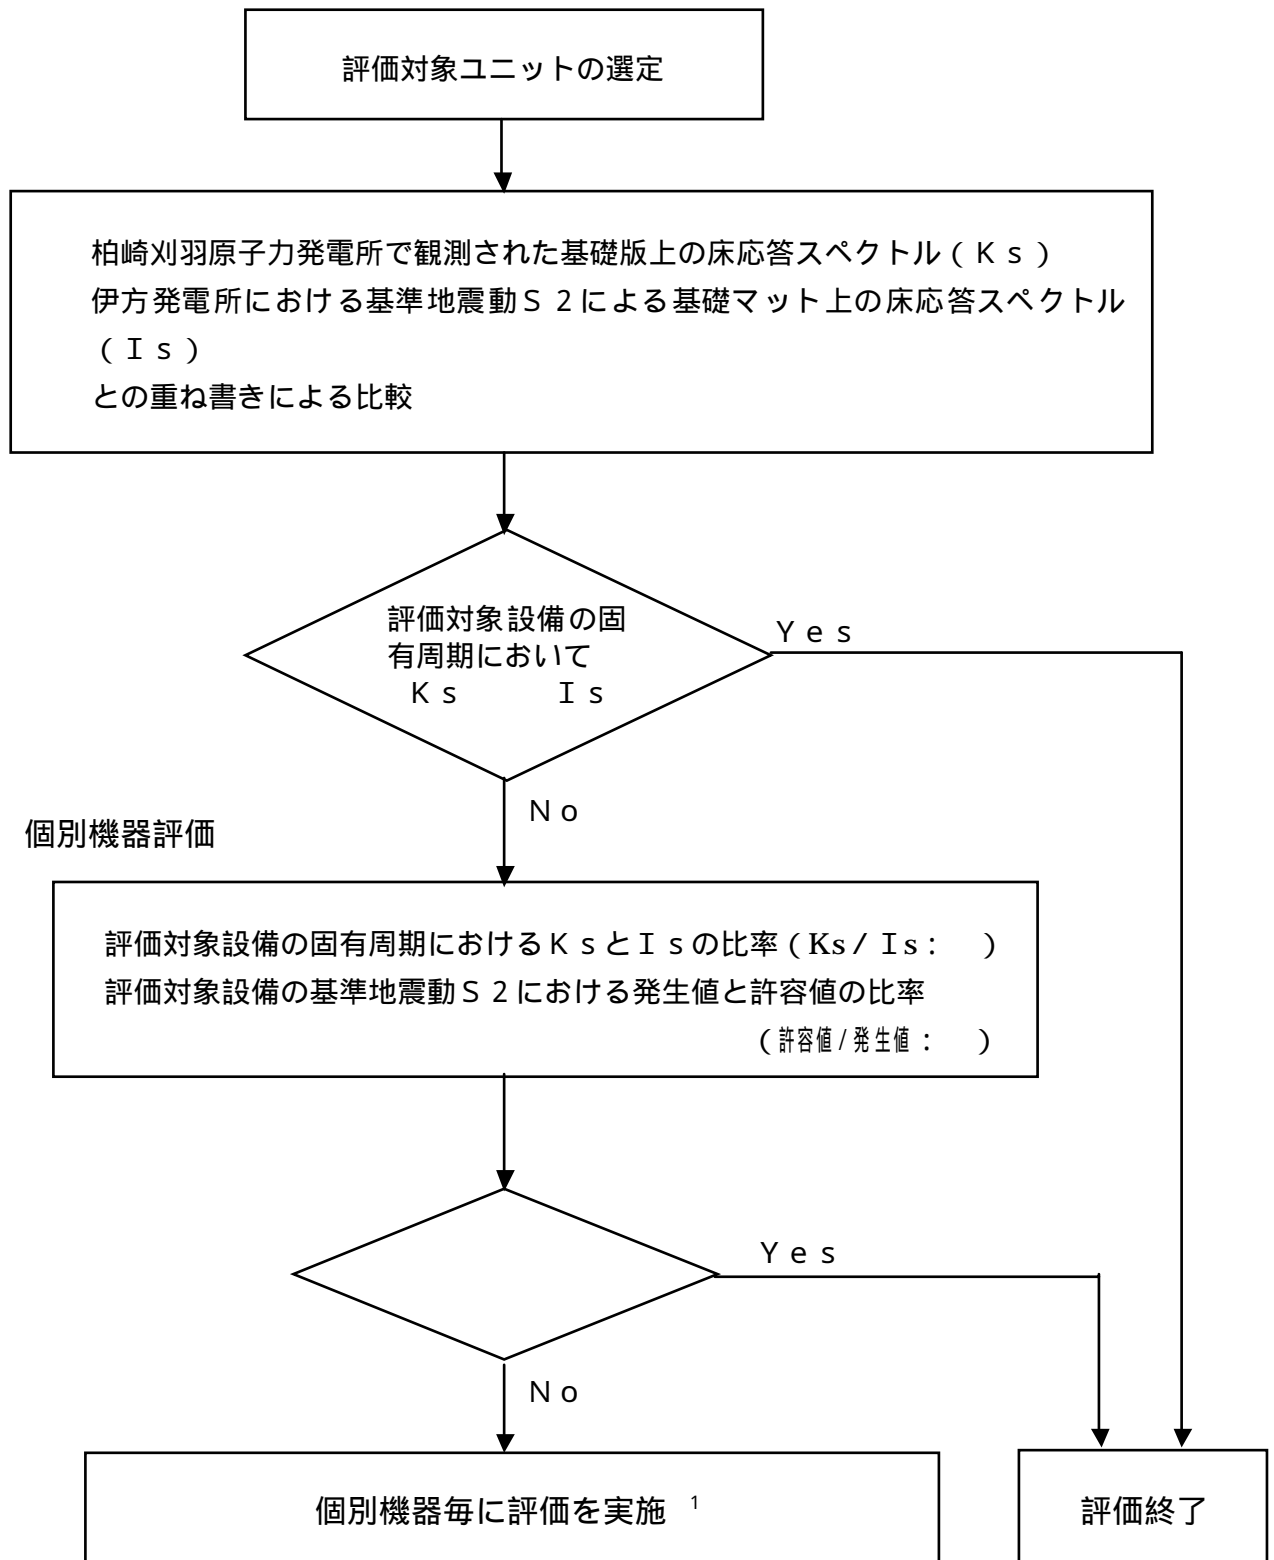 評価対象ユニットの選定
柏崎刈羽原子力発電所で観測された基礎版上の床応答スペクトル（Ｋｓ）
伊方発電所における基準地震動Ｓ２による基礎マット上の床応答スペクトル
（Ｉｓ）
との重ね書きによる比較
評価対象設備の固
有周期において
Ｋｓ　　Ｉｓ
Ｙｅｓ
Ｎｏ
個別機器評価
評価対象設備の固有周期におけるＫｓとＩｓの比率（Ks/Ｉs:　）
評価対象設備の基準地震動Ｓ２における発生値と許容値の比率
（許容値/発生値：　）
Ｙｅｓ
Ｎｏ
個別機器毎に評価を実施 1
評価終了